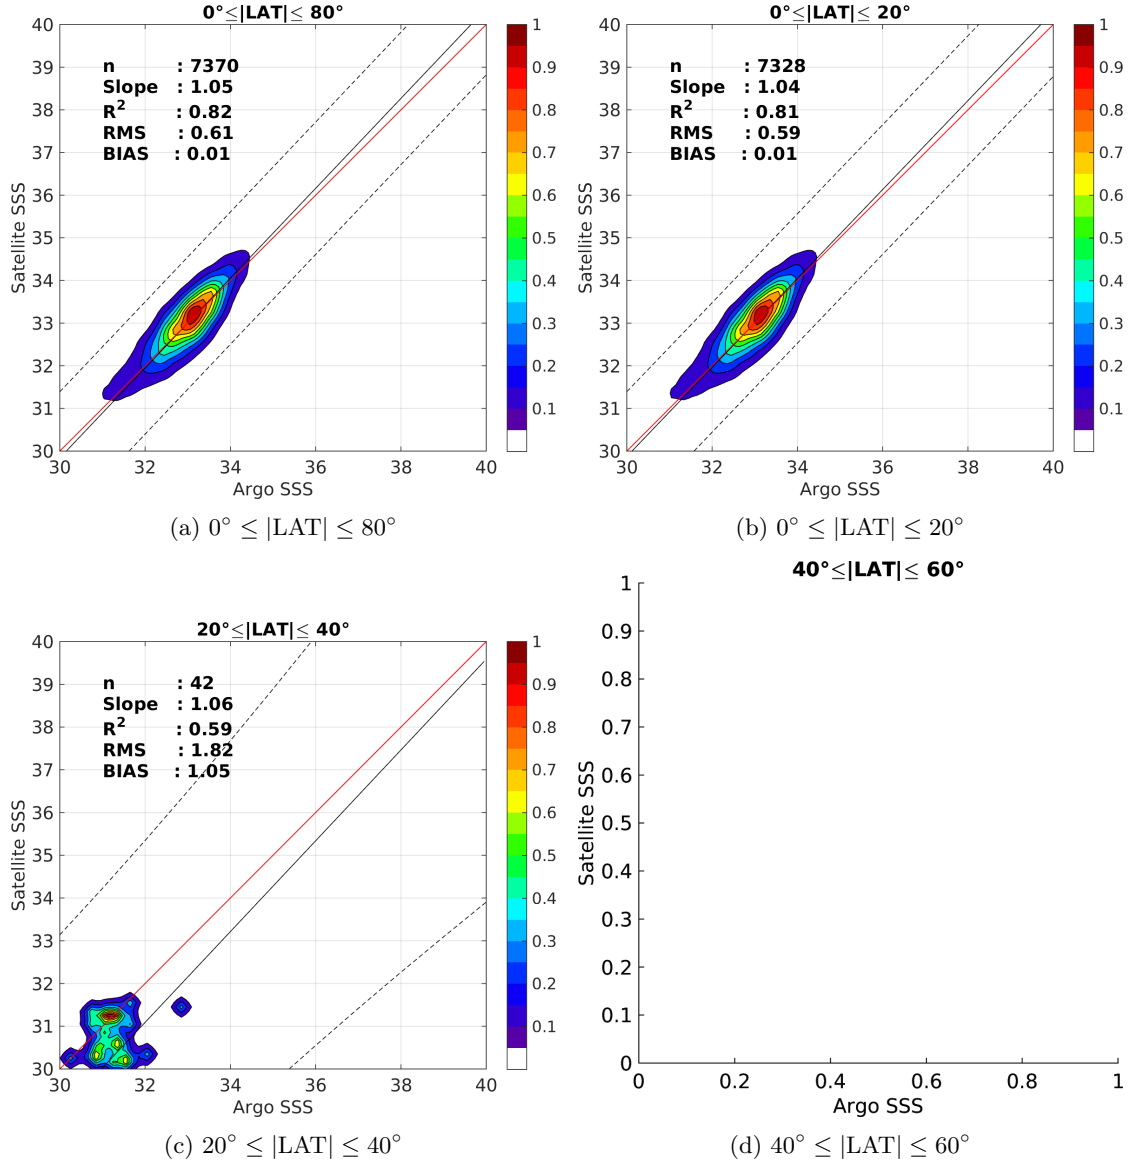 0°≤|LAT|≤ 80°
n : 7370
Slope : 1.05
R² : 0.82
RMS : 0.61
BIAS : 0.01
Satellite SSS
40
39
38
37
36
35
34
33
32
31
30
30 32 34 36 38 40
Argo SSS
1
0.9
0.8
0.7
0.6
0.5
0.4
0.3
0.2
0.1
(a) 0° ≤ |LAT| ≤ 80°
0°≤|LAT|≤ 20°
n : 7328
Slope : 1.04
R² : 0.81
RMS : 0.59
BIAS : 0.01
Satellite SSS
40
39
38
37
36
35
34
33
32
31
30
30 32 34 36 38 40
Argo SSS
1
0.9
0.8
0.7
0.6
0.5
0.4
0.3
0.2
0.1
(b) 0° ≤ |LAT| ≤ 20°
20°≤|LAT|≤ 40°
n : 42
Slope : 1.06
R² : 0.59
RMS : 1.82
BIAS : 1.05
Satellite SSS
40
39
38
37
36
35
34
33
32
31
30
30 32 34 36 38 40
Argo SSS
1
0.9
0.8
0.7
0.6
0.5
0.4
0.3
0.2
0.1
(c) 20° ≤ |LAT| ≤ 40°
40°≤|LAT|≤ 60°
Satellite SSS
1
0.9
0.8
0.7
0.6
0.5
0.4
0.3
0.2
0.1
0
0 0.2 0.4 0.6 0.8 1
Argo SSS
(d) 40° ≤ |LAT| ≤ 60°